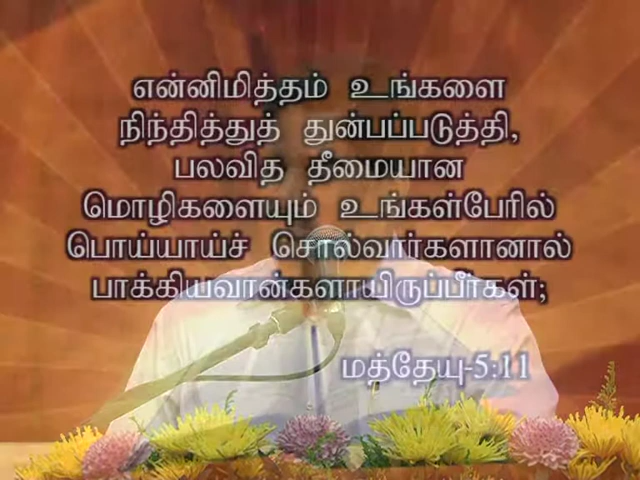 என்னிமித்தம் உங்களை
நிந்தித்துத் துன்பப்படுத்தி,
பலவித தீமையான
மொழிகளையும் உங்கள்பேரில்
பொய்யாய்ச் சொல்வார்களானால்
பாக்கியவான்களாயிருப்பீர்கள்;
மத்தேயு-5:11